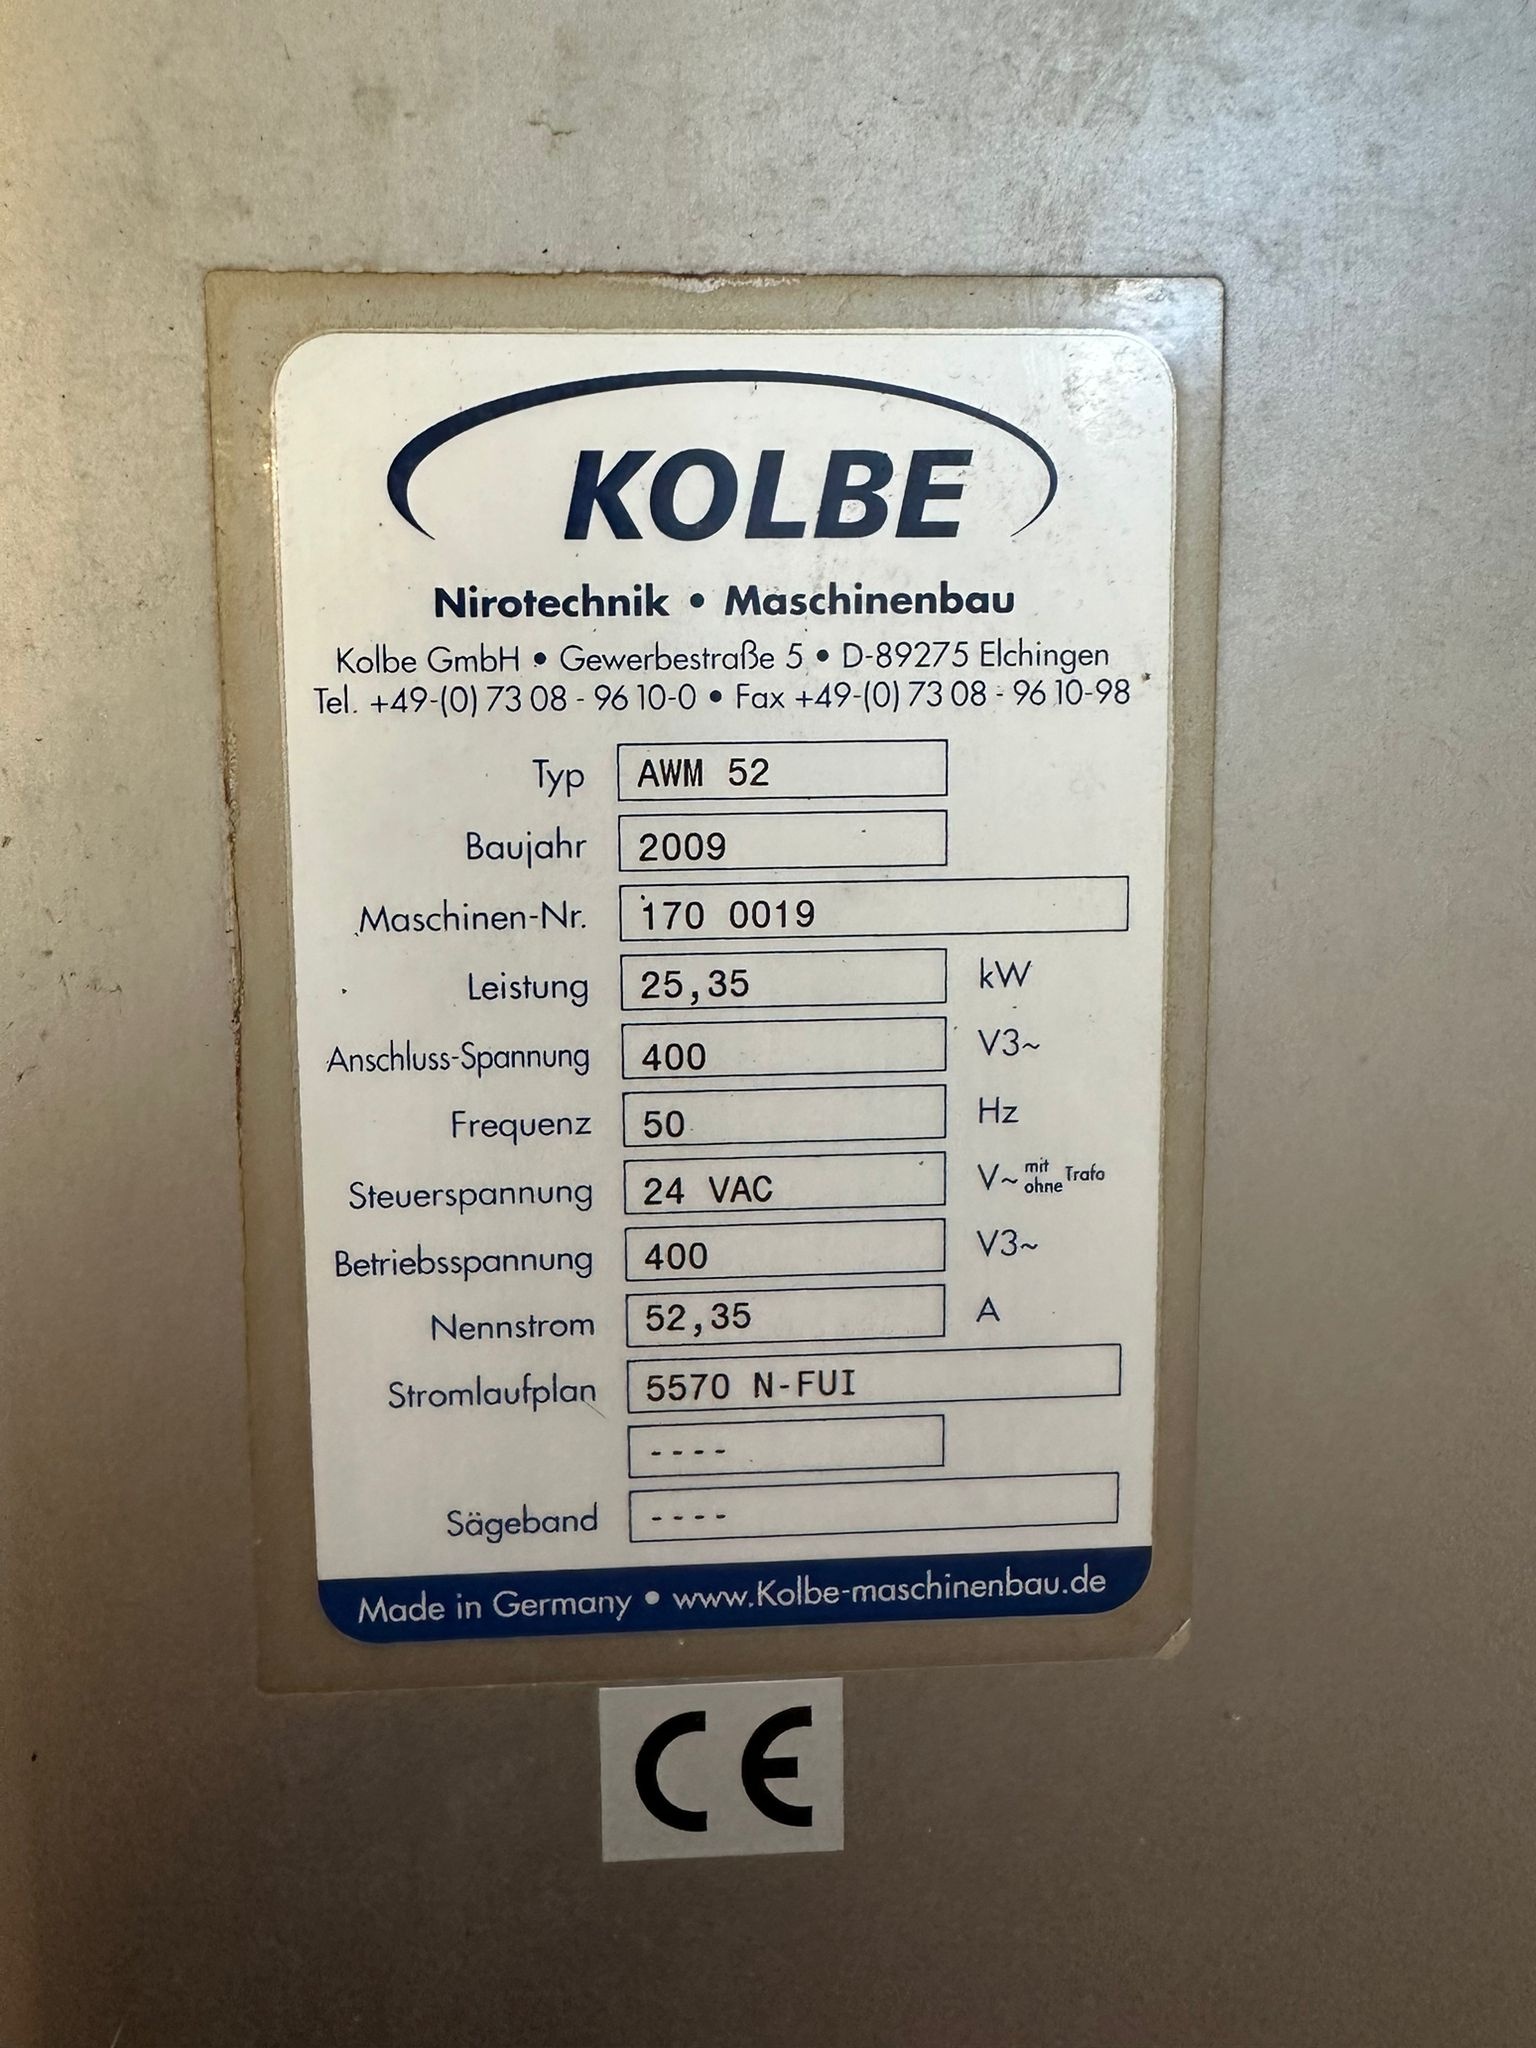 KOLBE
Nirotechnik • Maschinenbau
Kolbe GmbH • Gewerbestraße 5 • D-89275 Elchingen
Tel. +49-(0) 73 08 - 96 10-0 • Fax +49-(0) 73 08 - 96 10-98
Typ AWM 52
Baujahr 2009
Maschinen-Nr. 170 0019
Leistung 25,35 kW
Anschluss-Spannung 400 V3~
Frequenz 50 Hz
Steuerspannung 24 VAC V~ mit ohne Trafo
Betriebsspannung 400 V3~
Nennstrom 52,35 A
Stromlaufplan 5570 N-FUI
----
Sägeband ----
Made in Germany • www.Kolbe-maschinenbau.de
CE